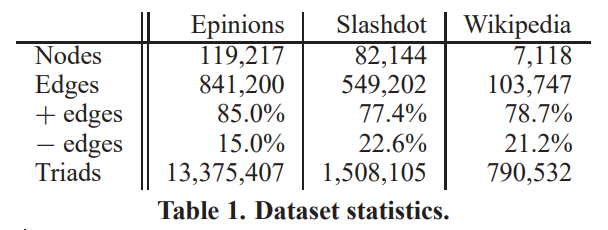 Epinions Slashdot Wikipedia
Nodes 119,217 82,144 7,118
Edges 841,200 549,202 103,747
+ edges 85.0% 77.4% 78.7%
− edges 15.0% 22.6% 21.2%
Triads 13,375,407 1,508,105 790,532
Table 1. Dataset statistics.